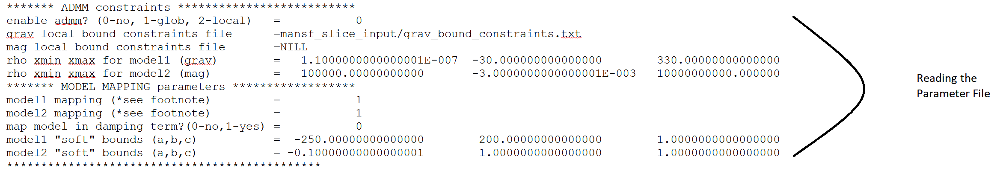 ******* ADMM constraints **************************
enable admm? (0-no, 1-glob, 2-local)   =           0
grav local bound constraints file      =mansf_slice_input/grav_bound_constraints.txt
mag local bound constraints file       =NILL
rho xmin xmax for model1 (grav)        =   1.1000000000000001E-007  -30.000000000000000        330.00000000000000
rho xmin xmax for model2 (mag)         =   100000.00000000000       -3.0000000000000001E-003   10000000000.000000
******* MODEL MAPPING parameters ******************
model1 mapping (*see footnote)         =           1
model2 mapping (*see footnote)         =           1
map model in damping term?(0-no,1-yes) =           0
model1 "soft" bounds (a,b,c)           =  -250.00000000000000        200.00000000000000        1.0000000000000000
model2 "soft" bounds (a,b,c)           = -0.10000000000000001        1.0000000000000000        1.0000000000000000
**********************************************
Reading the
Parameter File